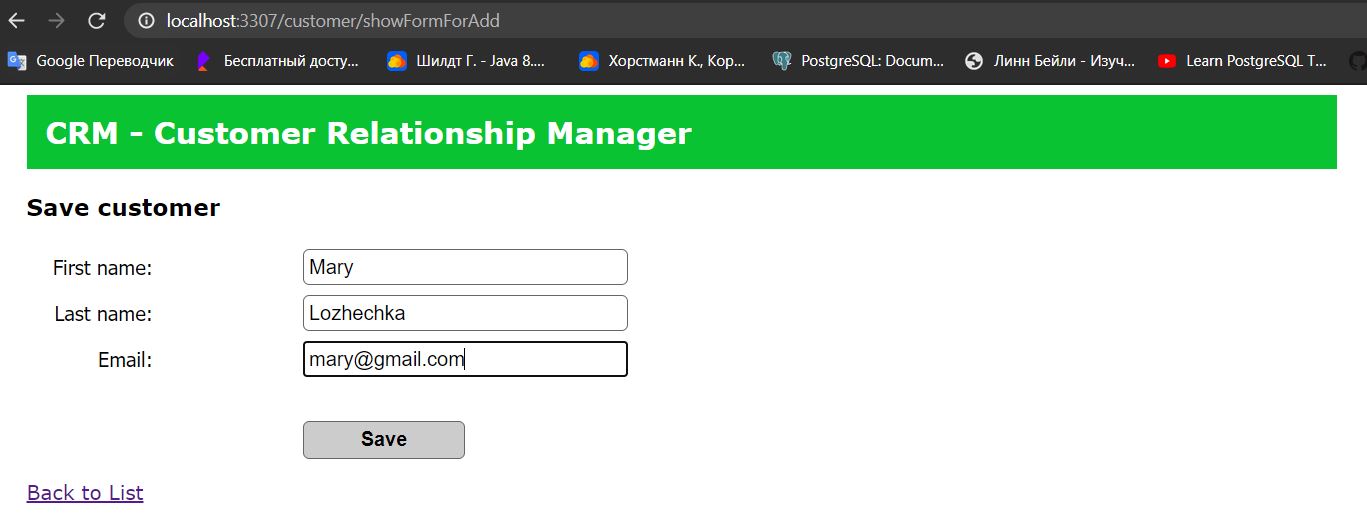 localhost:3307/customer/showFormForAdd
Google Переводчик Бесплатный досту... Шилдт Г. - Java 8.... Хорстманн К., Кор... PostgreSQL: Docum... Линн Бейли - Изуч... Learn PostgreSQL T...
CRM - Customer Relationship Manager
Save customer
First name: Mary
Last name: Lozhechka
Email: mary@gmail.com
Save
Back to List